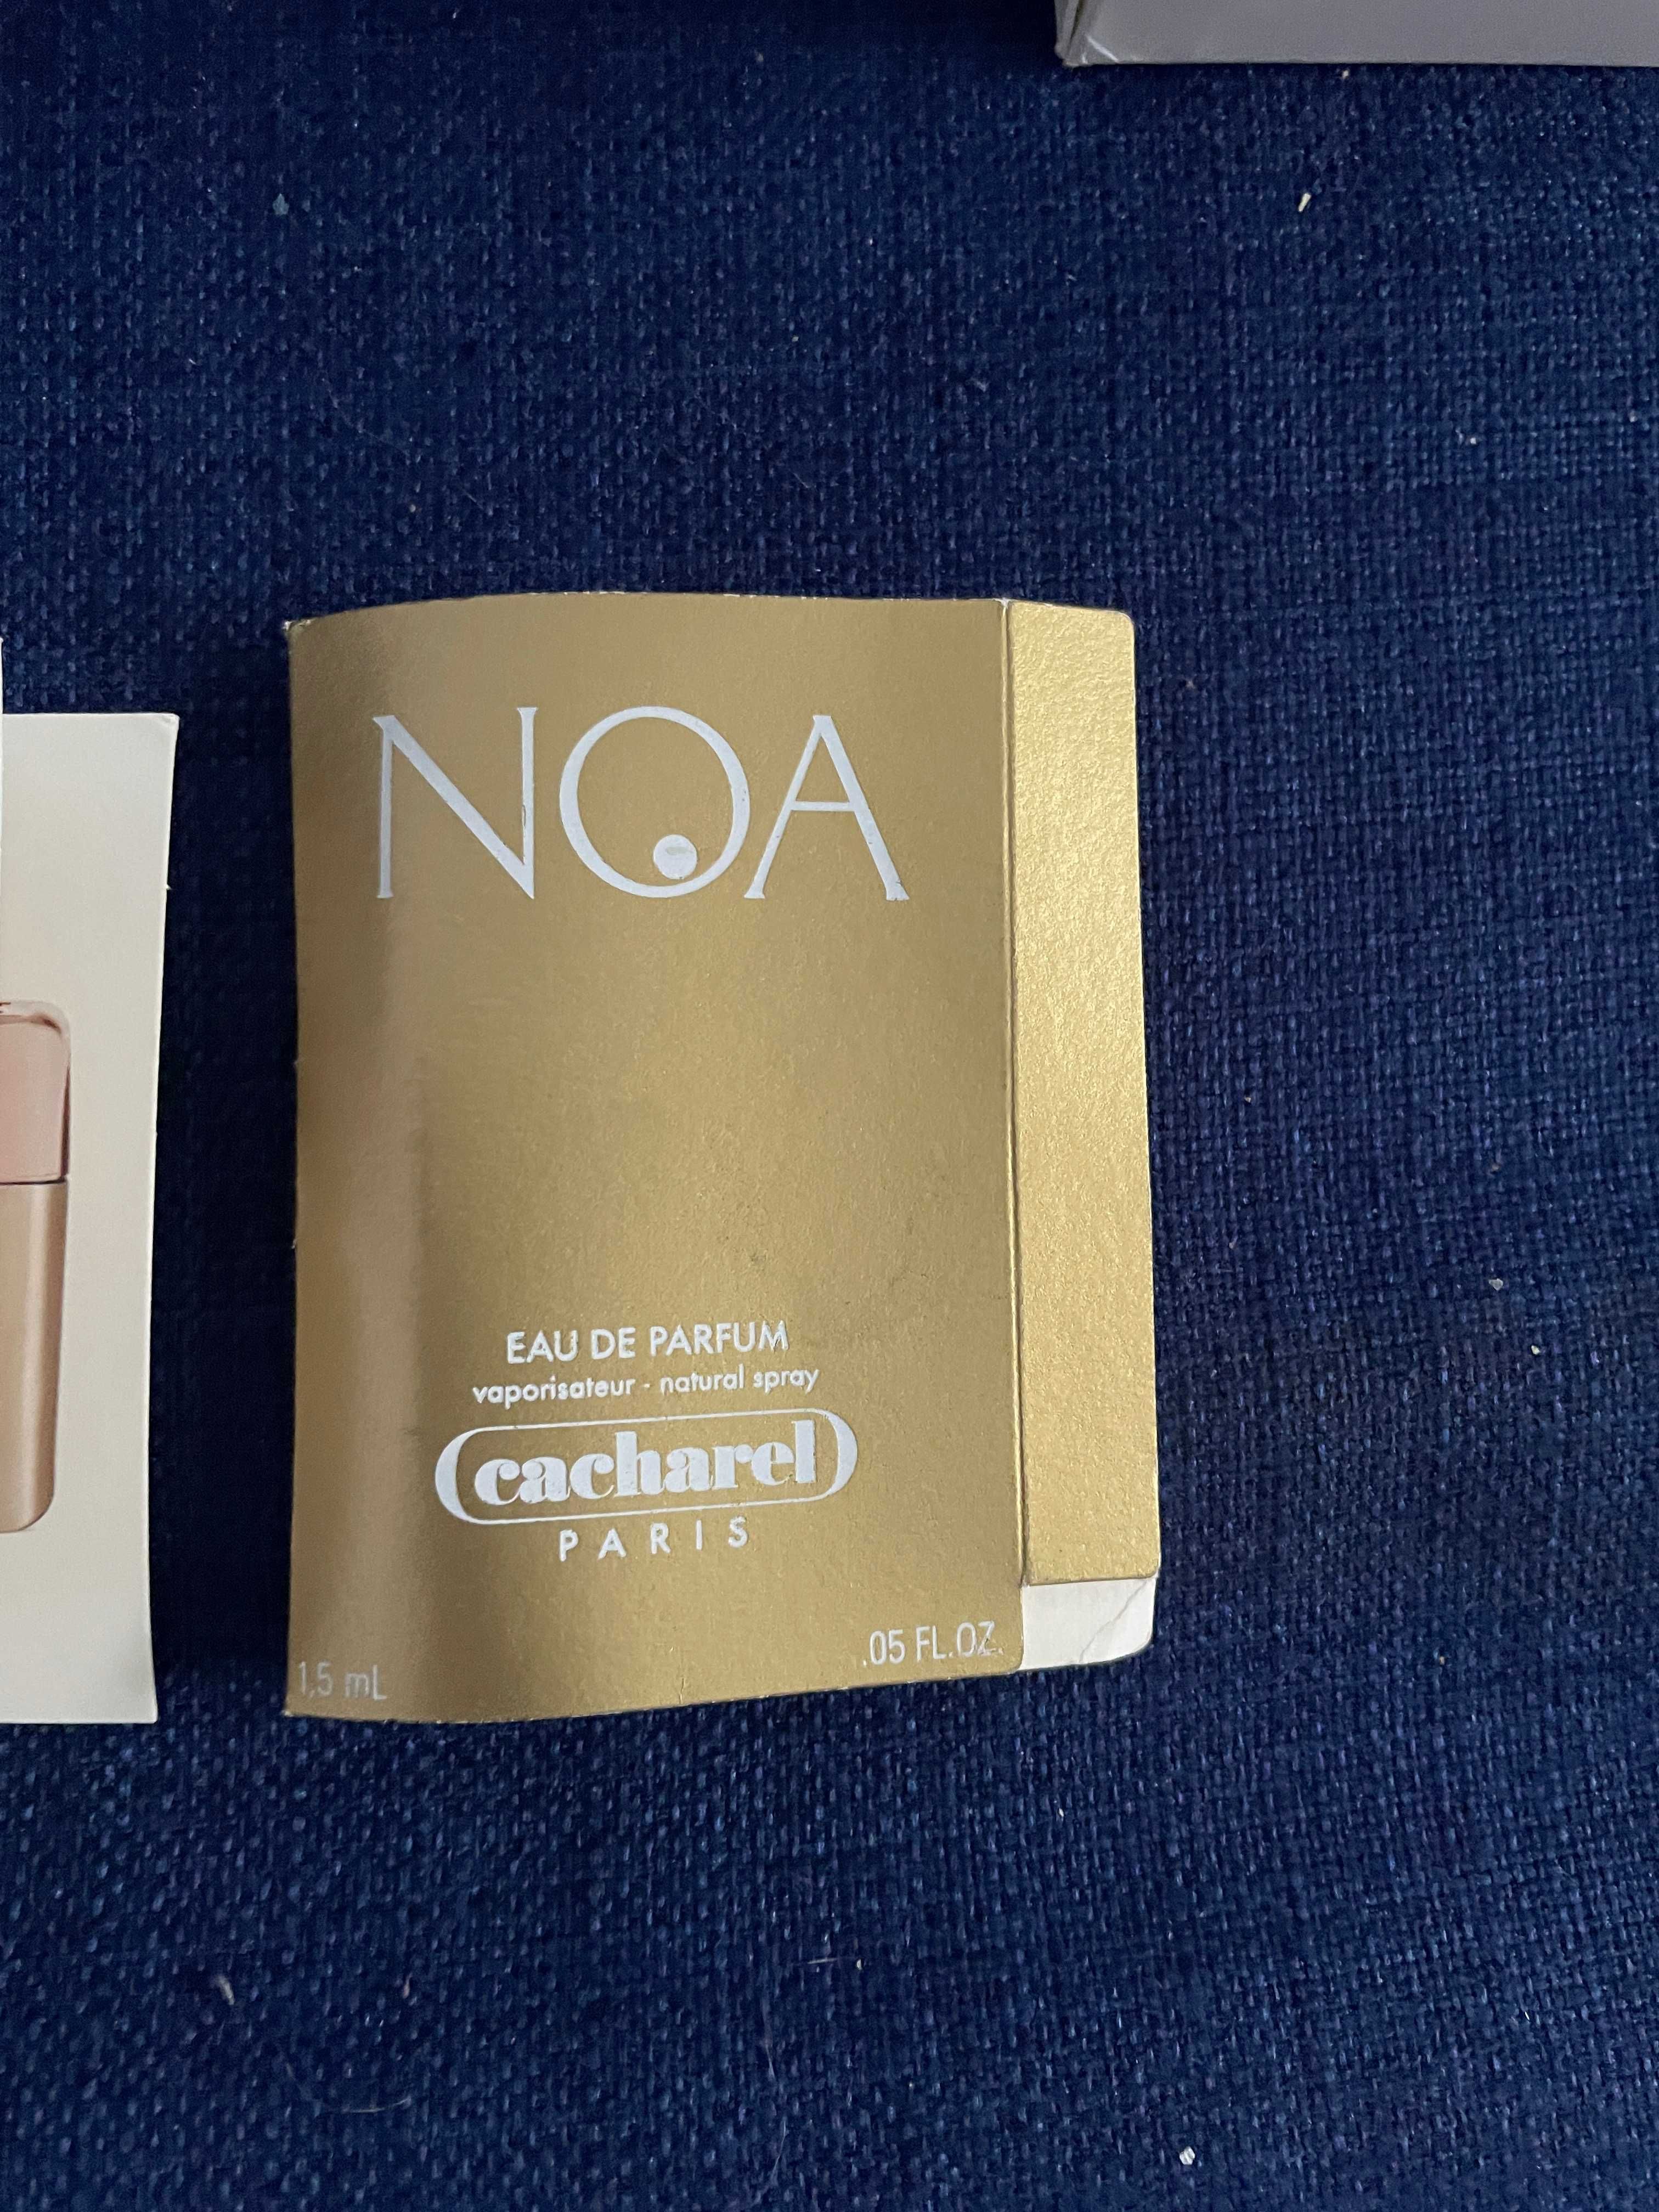 NOA
EAU DE PARFUM
vaporisateur - natural spray
cacharel
PARIS
1,5 mL
.05 FL.OZ.